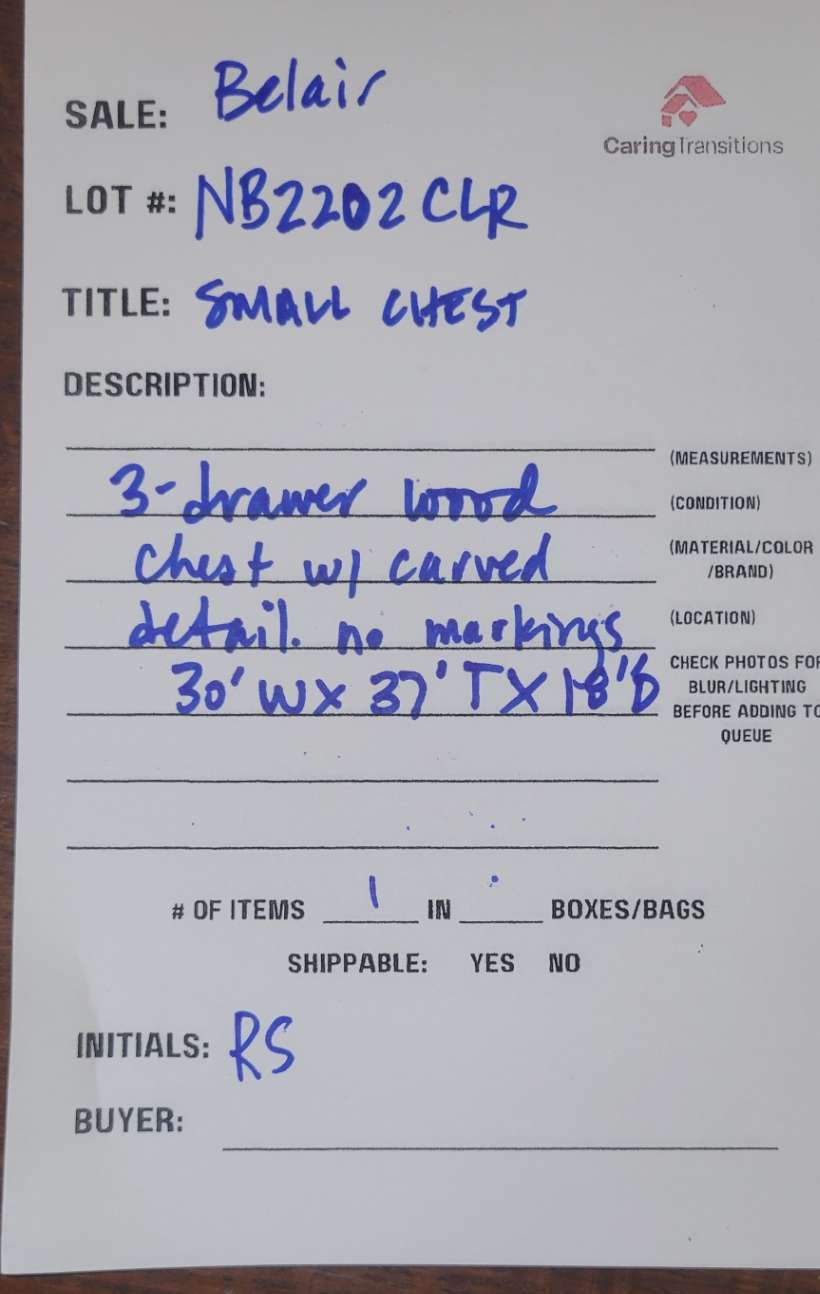 SALE: Belair
CaringTransitions
LOT #: NB2202 CLR
TITLE: SMALL CHEST
DESCRIPTION:
(MEASUREMENTS)
3-drawer wood
(CONDITION)
chest w/ carved
(MATERIAL/COLOR
/BRAND)
detail. no markings
(LOCATION)
30' W X 37' T X 18' D
CHECK PHOTOS FOR
BLUR/LIGHTING
BEFORE ADDING TO
QUEUE
# OF ITEMS 1 IN BOXES/BAGS
SHIPPABLE: YES NO
INITIALS: RS
BUYER: